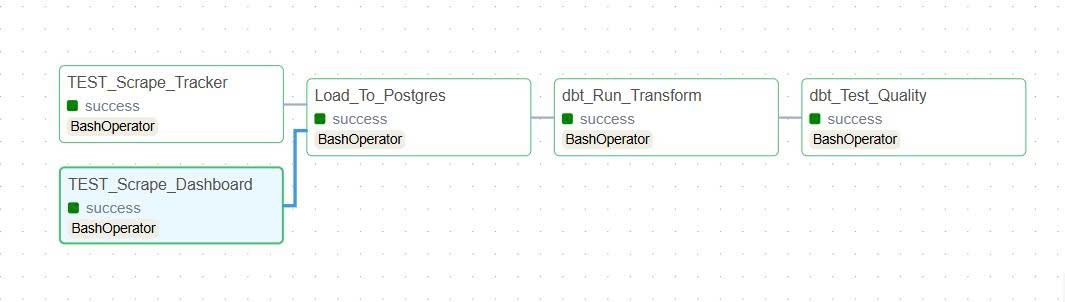 TEST_Scrape_Tracker
success
BashOperator
TEST_Scrape_Dashboard
success
BashOperator
Load_To_Postgres
success
BashOperator
dbt_Run_Transform
success
BashOperator
dbt_Test_Quality
success
BashOperator